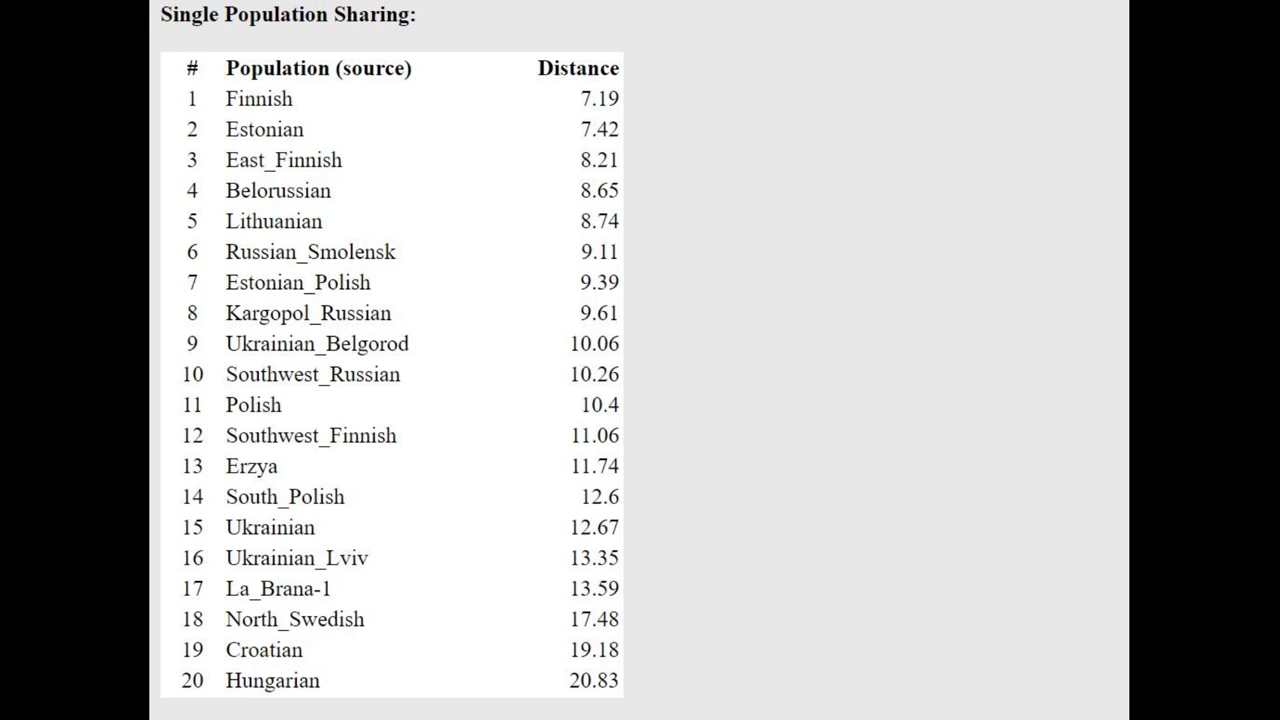 Single Population Sharing:
# Population (source) Distance
1 Finnish 7.19
2 Estonian 7.42
3 East_Finnish 8.21
4 Belorussian 8.65
5 Lithuanian 8.74
6 Russian_Smolensk 9.11
7 Estonian_Polish 9.39
8 Kargopol_Russian 9.61
9 Ukrainian_Belgorod 10.06
10 Southwest_Russian 10.26
11 Polish 10.4
12 Southwest_Finnish 11.06
13 Erzya 11.74
14 South_Polish 12.6
15 Ukrainian 12.67
16 Ukrainian_Lviv 13.35
17 La_Brana-1 13.59
18 North_Swedish 17.48
19 Croatian 19.18
20 Hungarian 20.83